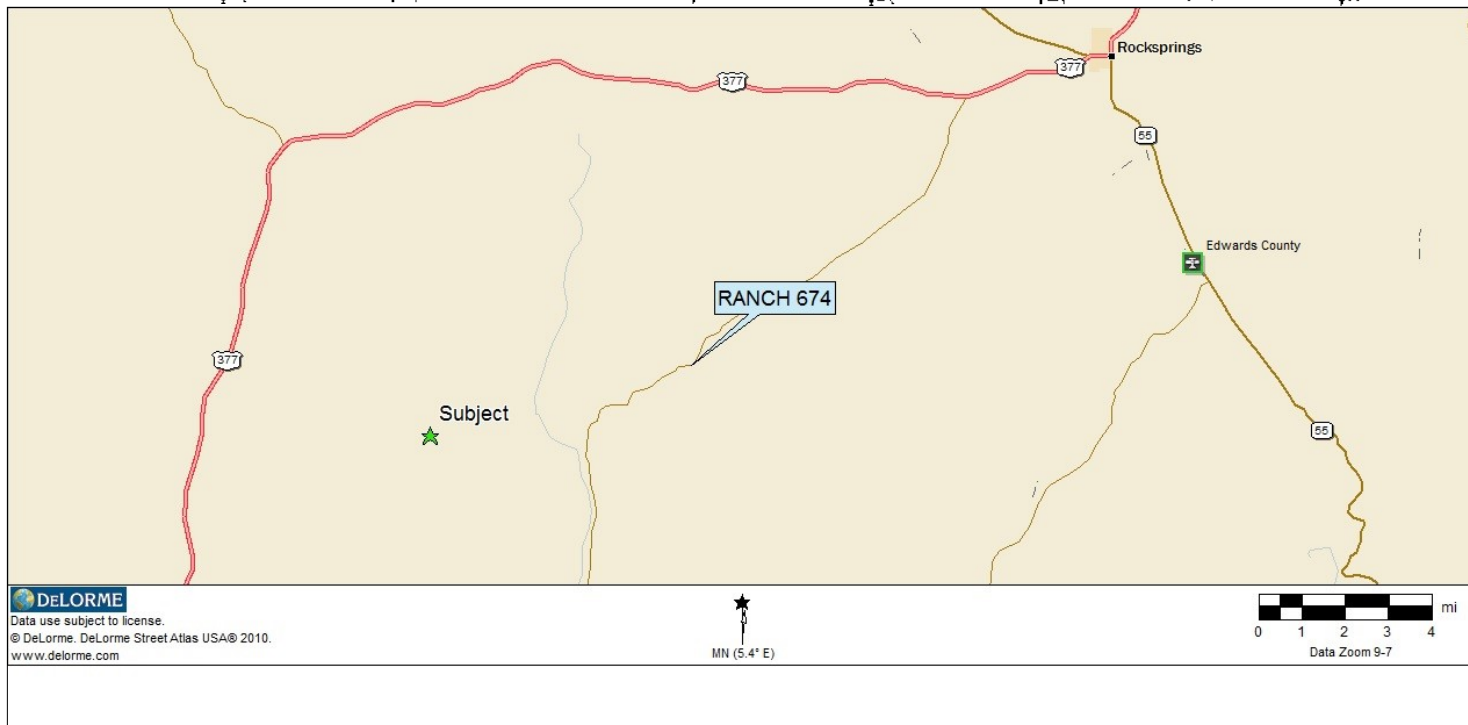 Rocksprings
377
377
55
Edwards County
RANCH 674
377
Subject
55
DELORME
Data use subject to license.
© DeLorme. DeLorme Street Atlas USA® 2010.
www.delorme.com
MN (5.4° E)
mi
0 1 2 3 4
Data Zoom 9-7